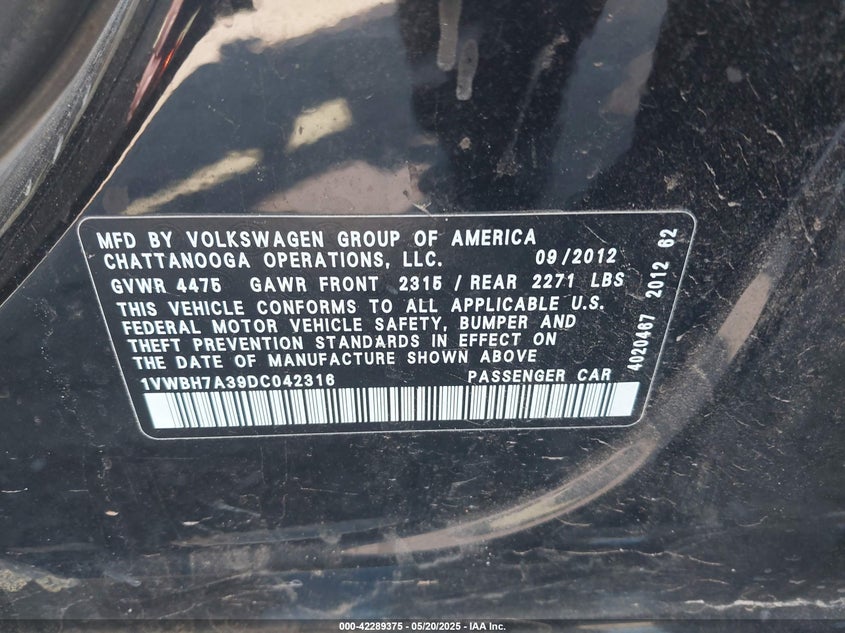 MFD BY VOLKSWAGEN GROUP OF AMERICA
CHATTANOOGA OPERATIONS, LLC. 09/2012
GVWR 4475 GAWR FRONT 2315 / REAR 2271 LBS
THIS VEHICLE CONFORMS TO ALL APPLICABLE U.S.
FEDERAL MOTOR VEHICLE SAFETY, BUMPER AND
THEFT PREVENTION STANDARDS IN EFFECT ON
THE DATE OF MANUFACTURE SHOWN ABOVE
1VWBH7A39DC042316 PASSENGER CAR
4020467 2012 62
000-42289375 - 05/20/2025 - IAA Inc.